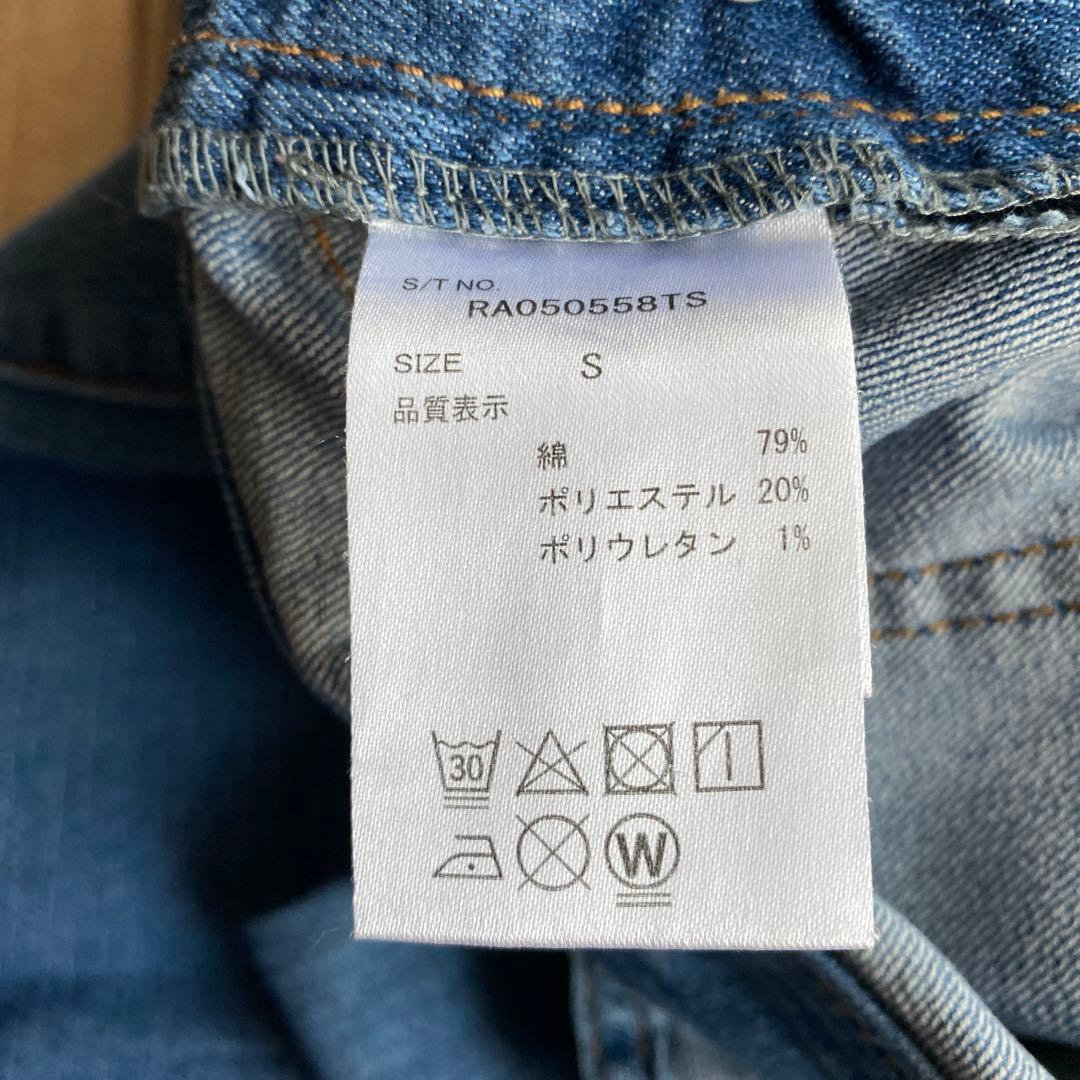 S/T NO.
RA050558TS
SIZE S
品質表示
綿 79%
ポリエステル 20%
ポリウレタン 1%
30
W